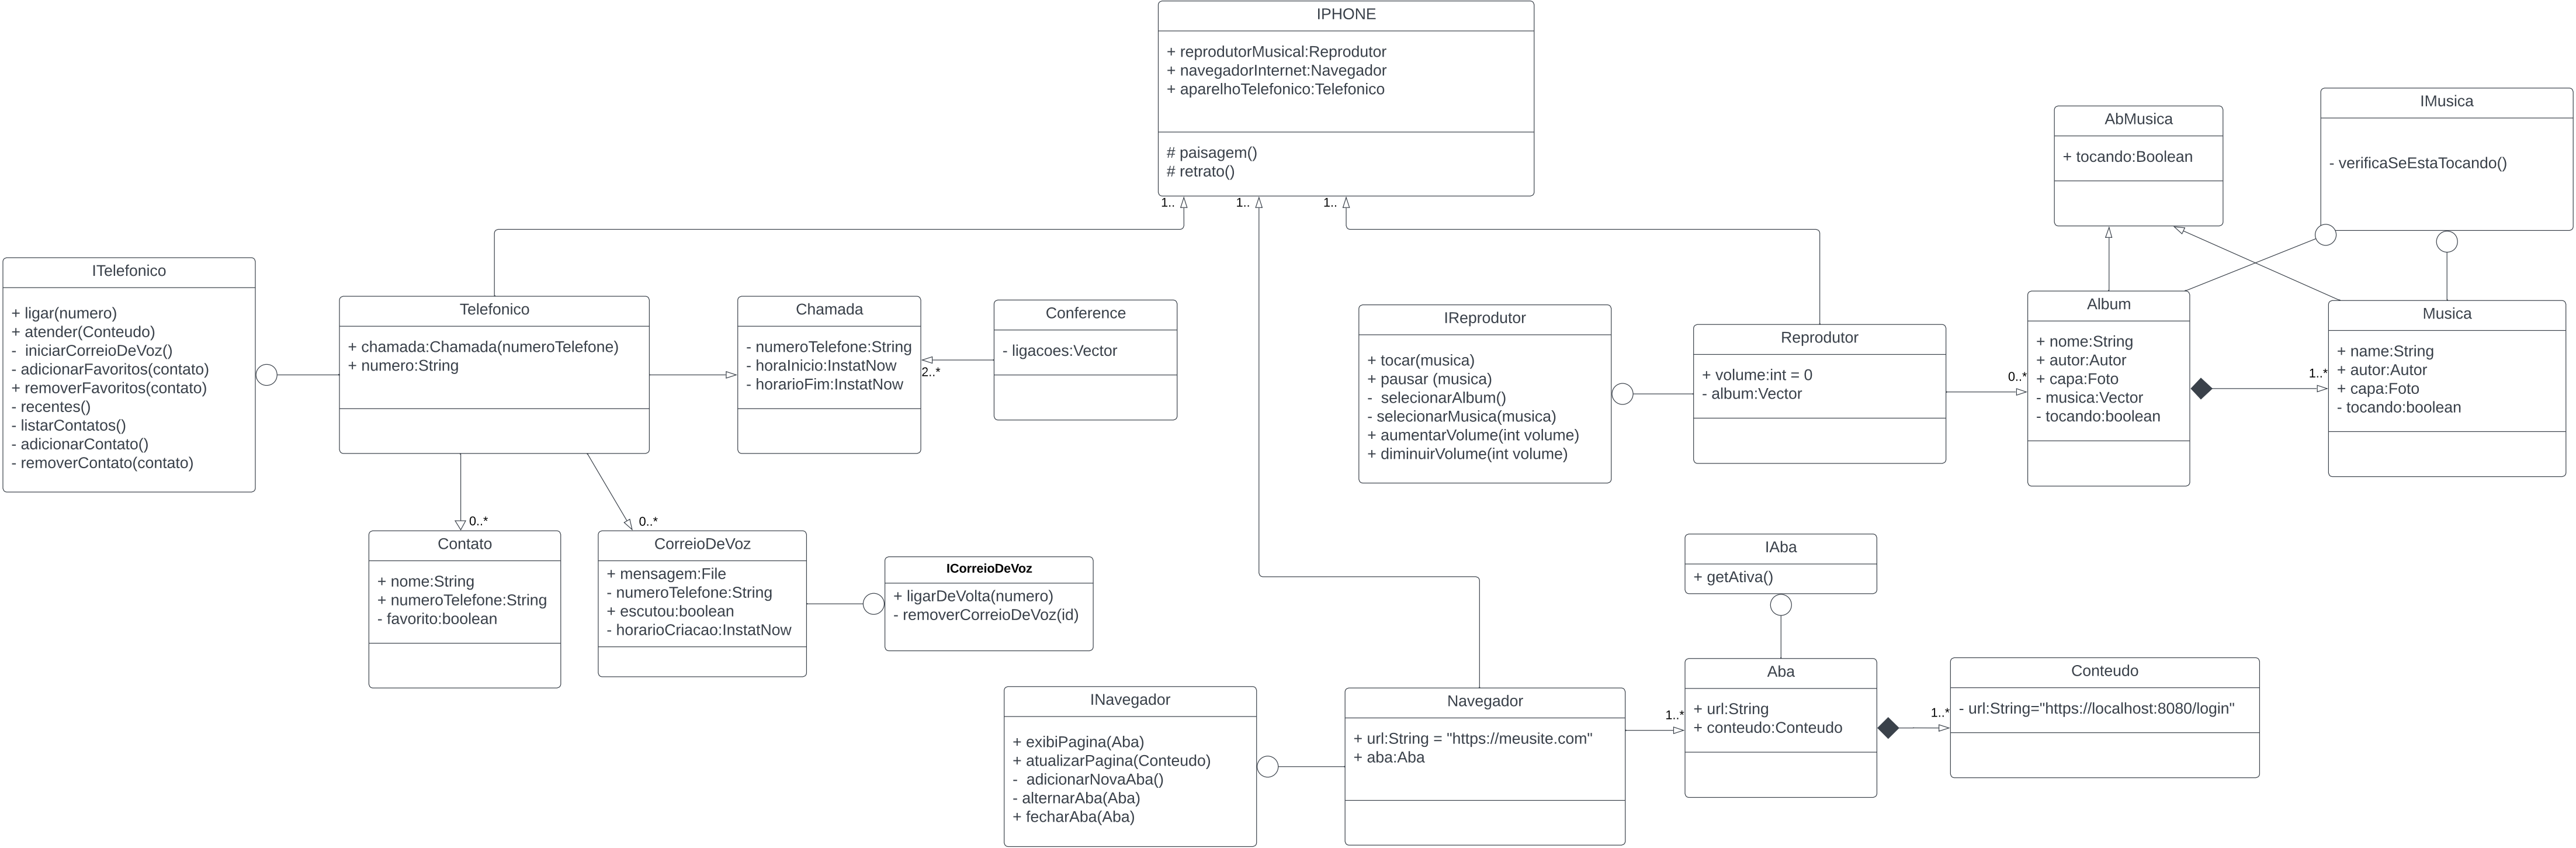 IPHONE
+ reprodutorMusical:Reprodutor
+ navegadorInternet:Navegador
+ aparelhoTelefonico:Telefonico
# paisagem()
# retrato()
1..
1..
1..
AbMusica
+ tocando:Boolean
IMusica
- verificaSeEstaTocando()
ITelefonico
+ ligar(numero)
+ atender(Conteudo)
-  iniciarCorreioDeVoz()
- adicionarFavoritos(contato)
+ removerFavoritos(contato)
- recentes()
- listarContatos()
- adicionarContato()
- removerContato(contato)
Telefonico
+ chamada:Chamada(numeroTelefone)
+ numero:String
Chamada
- numeroTelefone:String
- horaInicio:InstatNow
- horarioFim:InstatNow
2..*
Conference
- ligacoes:Vector
IReprodutor
+ tocar(musica)
+ pausar (musica)
-  selecionarAlbum()
- selecionarMusica(musica)
+ aumentarVolume(int volume)
+ diminuirVolume(int volume)
Reprodutor
+ volume:int = 0
- album:Vector
0..*
Album
+ nome:String
+ autor:Autor
+ capa:Foto
- musica:Vector
- tocando:boolean
1..*
Musica
+ name:String
+ autor:Autor
+ capa:Foto
- tocando:boolean
0..*
Contato
+ nome:String
+ numeroTelefone:String
- favorito:boolean
0..*
CorreioDeVoz
+ mensagem:File
- numeroTelefone:String
+ escutou:boolean
- horarioCriacao:InstatNow
ICorreioDeVoz
+ ligarDeVolta(numero)
- removerCorreioDeVoz(id)
IAba
+ getAtiva()
INavegador
+ exibiPagina(Aba)
+ atualizarPagina(Conteudo)
-  adicionarNovaAba()
- alternarAba(Aba)
+ fecharAba(Aba)
Navegador
+ url:String = "https://meusite.com"
+ aba:Aba
1..*
Aba
+ url:String
+ conteudo:Conteudo
1..*
Conteudo
- url:String="https://localhost:8080/login"